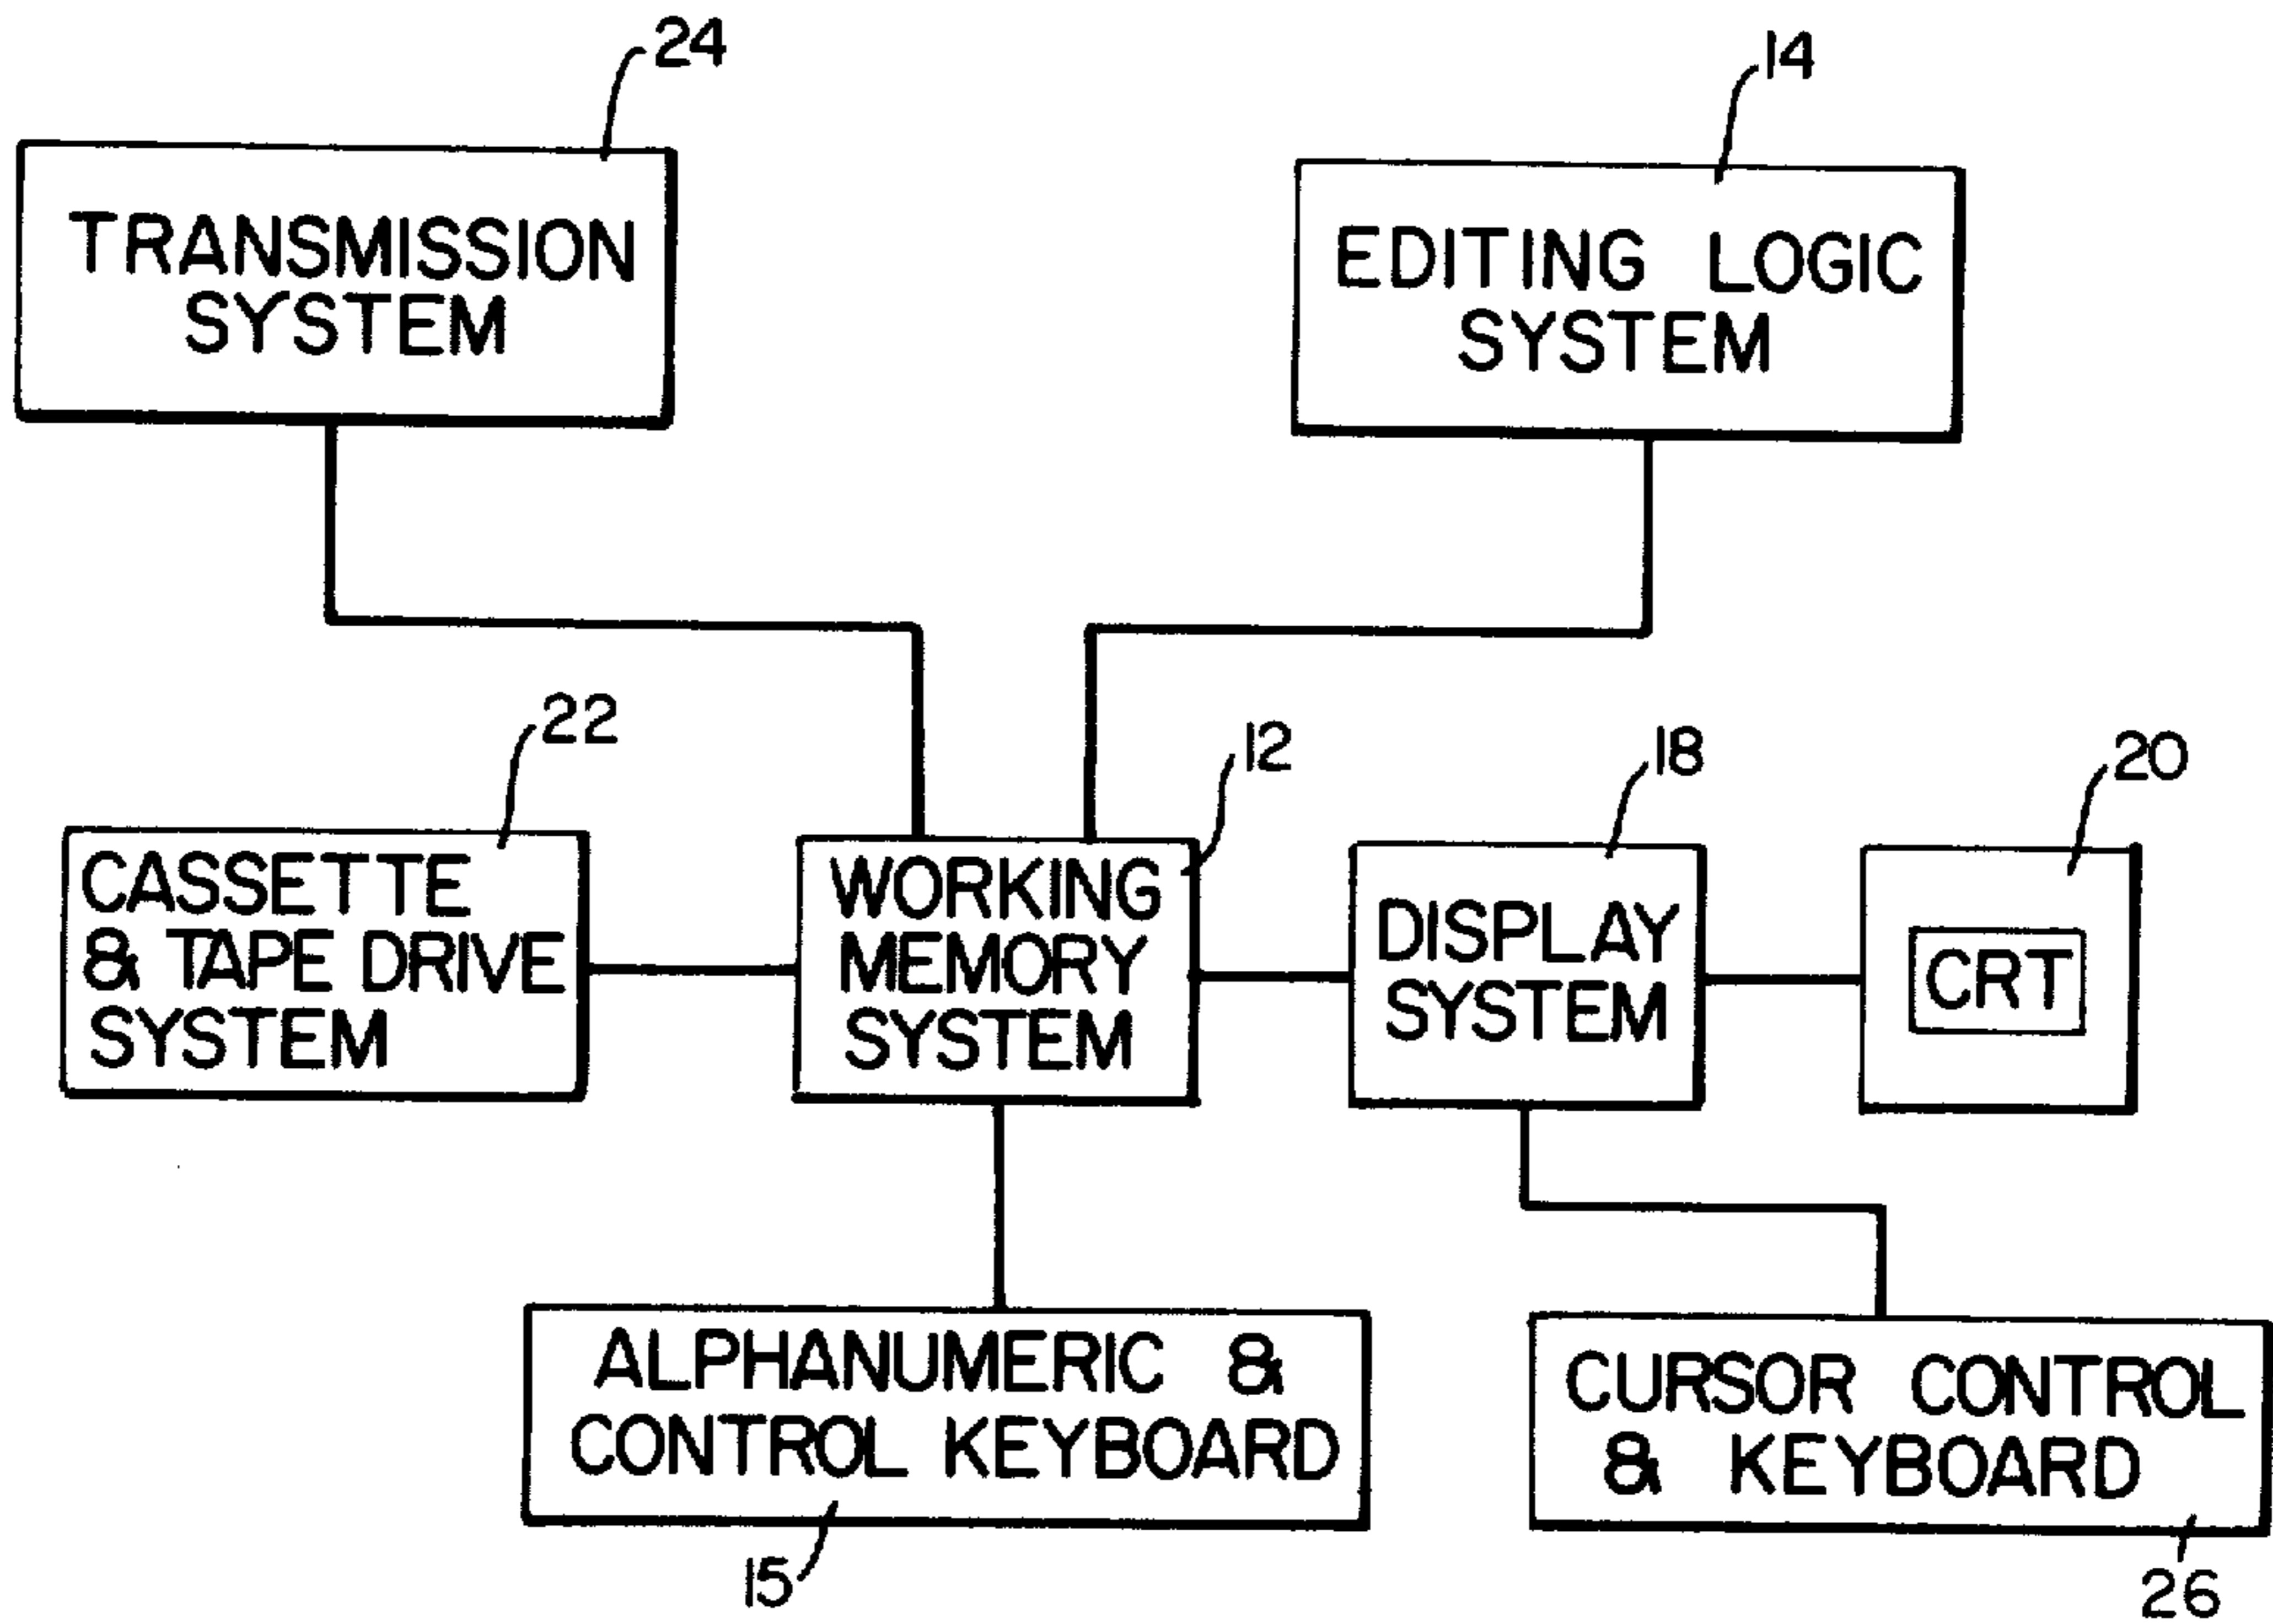 24
14
TRANSMISSION
SYSTEM
EDITING LOGIC
SYSTEM
22
12
18
20
CASSETTE
& TAPE DRIVE
SYSTEM
WORKING
MEMORY
SYSTEM
DISPLAY
SYSTEM
CRT
ALPHANUMERIC &
CONTROL KEYBOARD
CURSOR CONTROL
& KEYBOARD
15
26